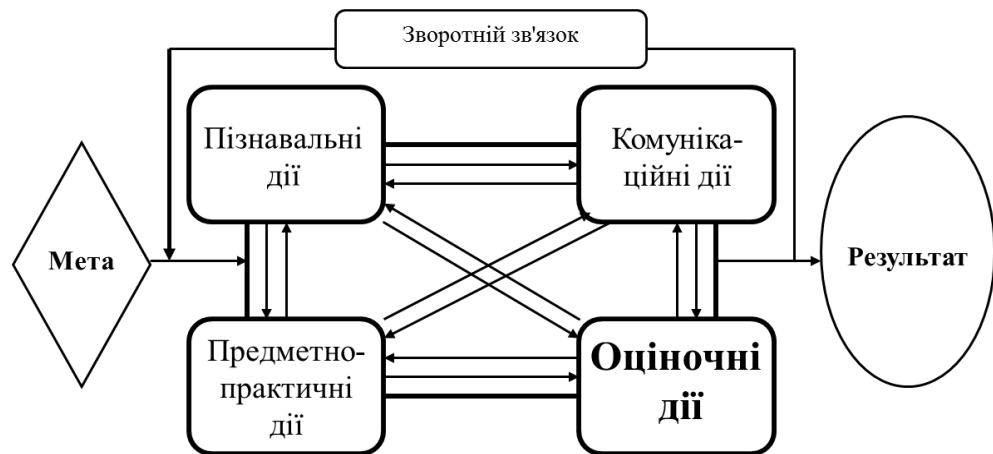 Зворотній зв'язок
Пізнавальні
дії
Комуніка-
ційні дії
Мета
Результат
Предметно-
практичні
дії
Оціночні
дії